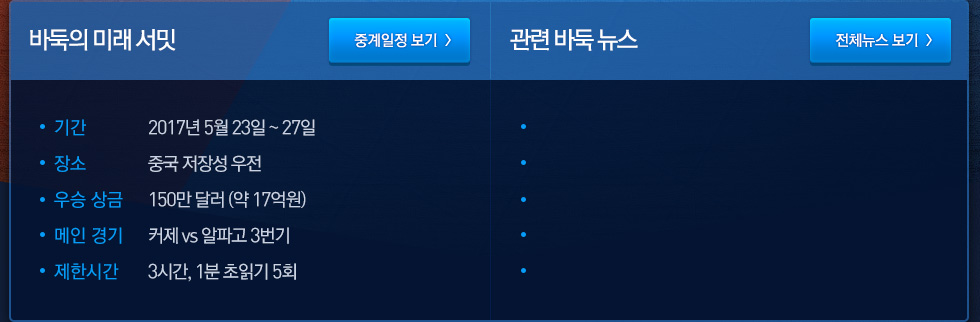 바둑의 미래 서밋
중계일정 보기 >
관련 바둑 뉴스
전체뉴스 보기 >
• 기간 2017년 5월 23일 ~ 27일
• 장소 중국 저장성 우전
• 우승 상금 150만 달러 (약 17억원)
• 메인 경기 커제 vs 알파고 3번기
• 제한시간 3시간, 1분 초읽기 5회